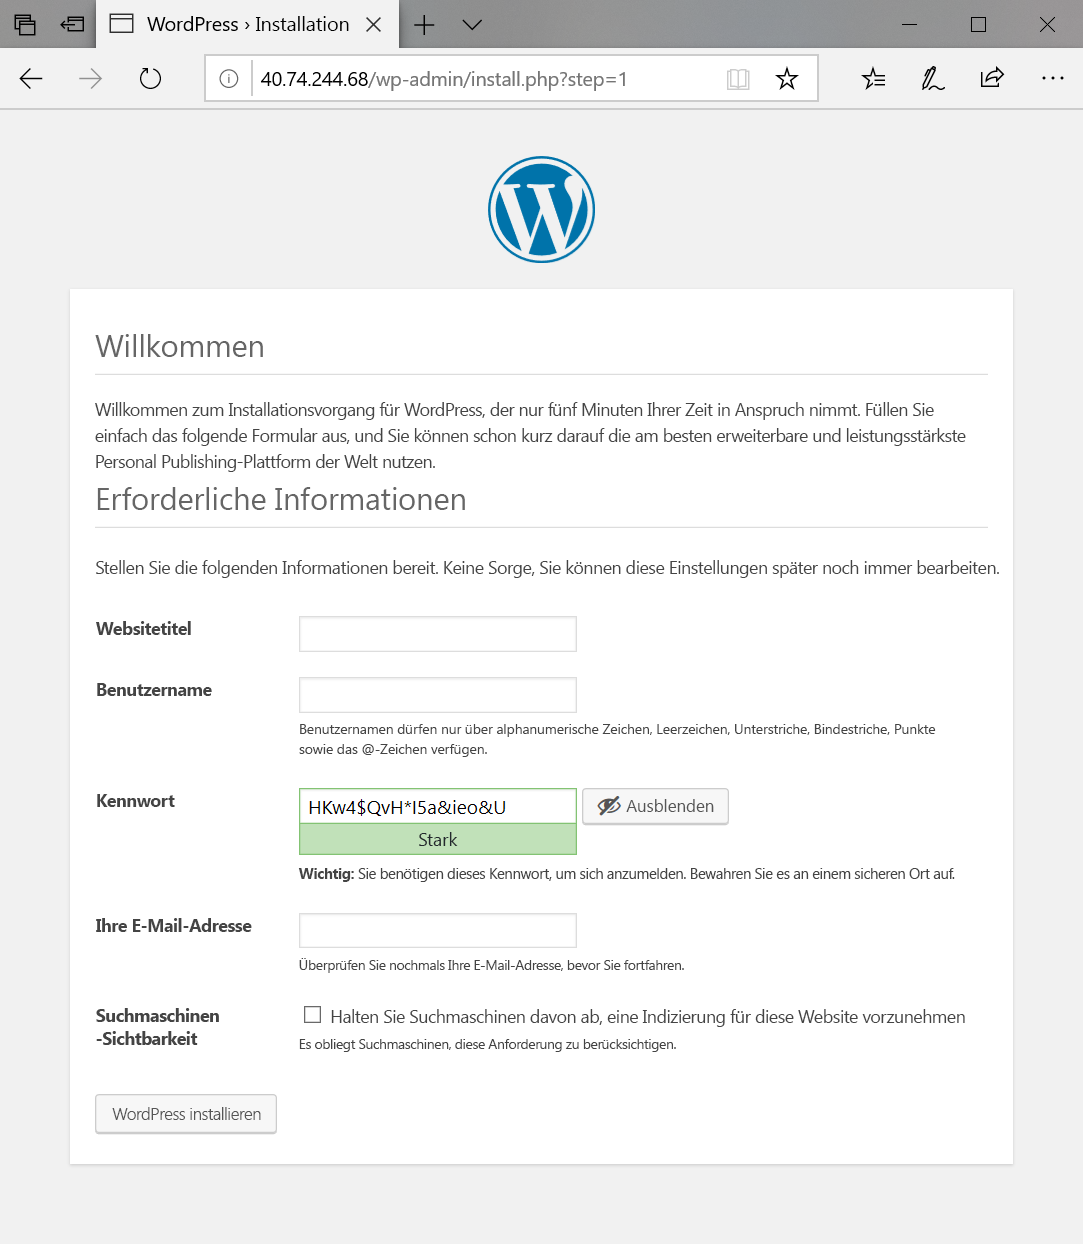 WordPress › Installation
40.74.244.68/wp-admin/install.php?step=1
Willkommen
Willkommen zum Installationsvorgang für WordPress, der nur fünf Minuten Ihrer Zeit in Anspruch nimmt. Füllen Sie
einfach das folgende Formular aus, und Sie können schon kurz darauf die am besten erweiterbare und leistungsstärkste
Personal Publishing-Plattform der Welt nutzen.
Erforderliche Informationen
Stellen Sie die folgenden Informationen bereit. Keine Sorge, Sie können diese Einstellungen später noch immer bearbeiten.
Websitetitel
Benutzername
Benutzernamen dürfen nur über alphanumerische Zeichen, Leerzeichen, Unterstriche, Bindestriche, Punkte
sowie das @-Zeichen verfügen.
Kennwort
HKw4$QvH*I5a&ieo&U
Ausblenden
Stark
Wichtig: Sie benötigen dieses Kennwort, um sich anzumelden. Bewahren Sie es an einem sicheren Ort auf.
Ihre E-Mail-Adresse
Überprüfen Sie nochmals Ihre E-Mail-Adresse, bevor Sie fortfahren.
Suchmaschinen
-Sichtbarkeit
Halten Sie Suchmaschinen davon ab, eine Indizierung für diese Website vorzunehmen
Es obliegt Suchmaschinen, diese Anforderung zu berücksichtigen.
WordPress installieren